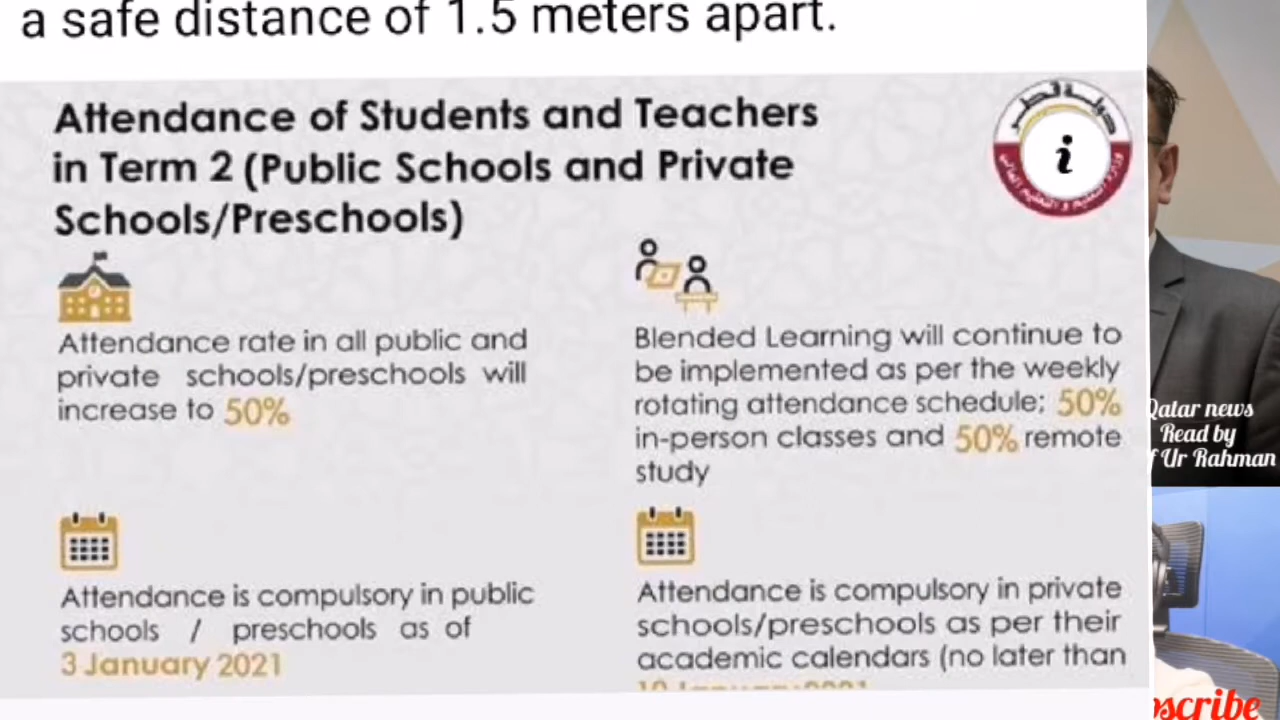 a safe distance of 1.5 meters apart.
Attendance of Students and Teachers
in Term 2 (Public Schools and Private
Schools/Preschools)
i
Attendance rate in all public and
private schools/preschools will
increase to 50%
Blended Learning will continue to
be implemented as per the weekly
rotating attendance schedule; 50%
in-person classes and 50% remote
study
Attendance is compulsory in public
schools / preschools as of
3 January 2021
Attendance is compulsory in private
schools/preschools as per their
academic calendars (no later than
Qatar news
Read by
Ur Rahman